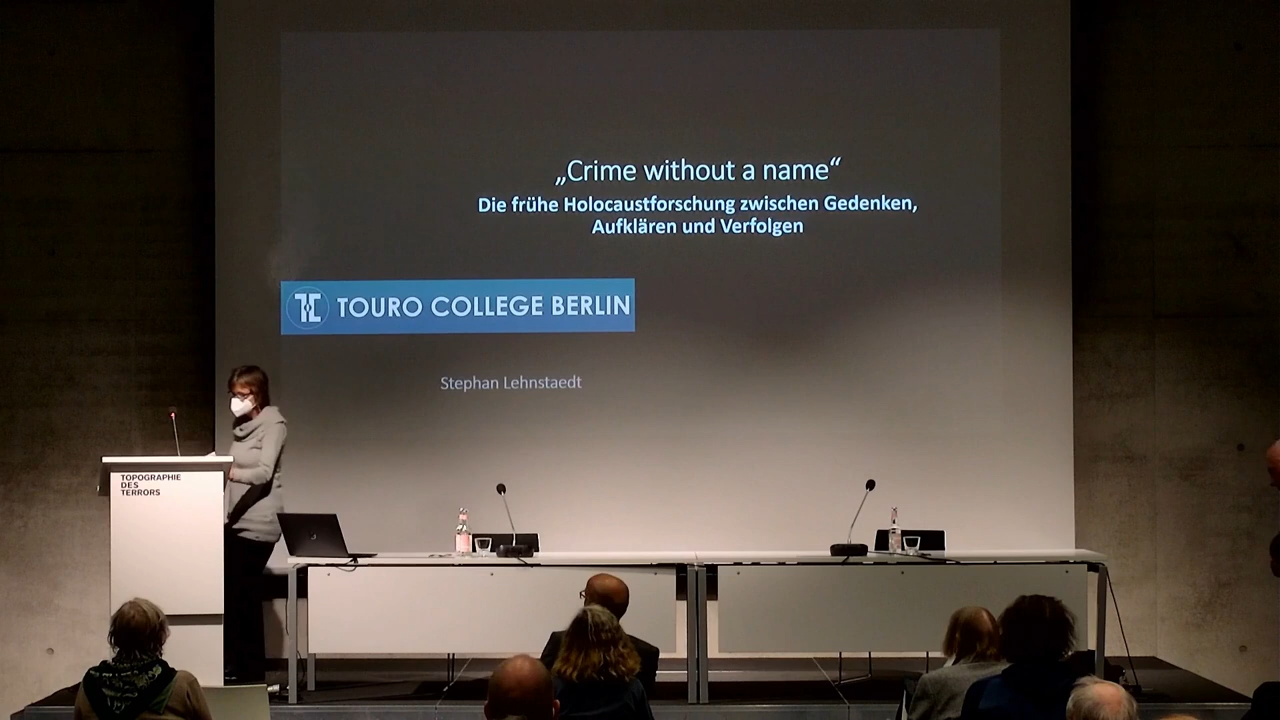 „Crime without a name“
Die frühe Holocaustforschung zwischen Gedenken,
Aufklären und Verfolgen
TC TOURO COLLEGE BERLIN
Stephan Lehnstaedt
TOPOGRAPHIE
DES
TERRORS